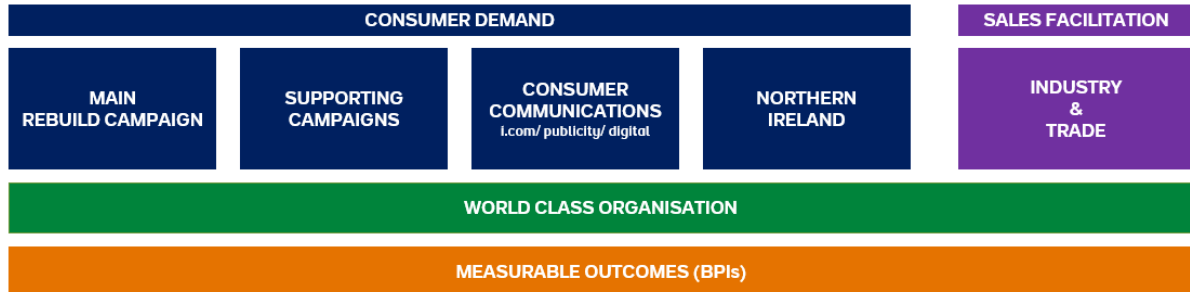 CONSUMER DEMAND
SALES FACILITATION
MAIN
REBUILD CAMPAIGN
SUPPORTING
CAMPAIGNS
CONSUMER
COMMUNICATIONS
i.com/ publicity/ digital
NORTHERN
IRELAND
INDUSTRY
&
TRADE
WORLD CLASS ORGANISATION
MEASURABLE OUTCOMES (BPIs)